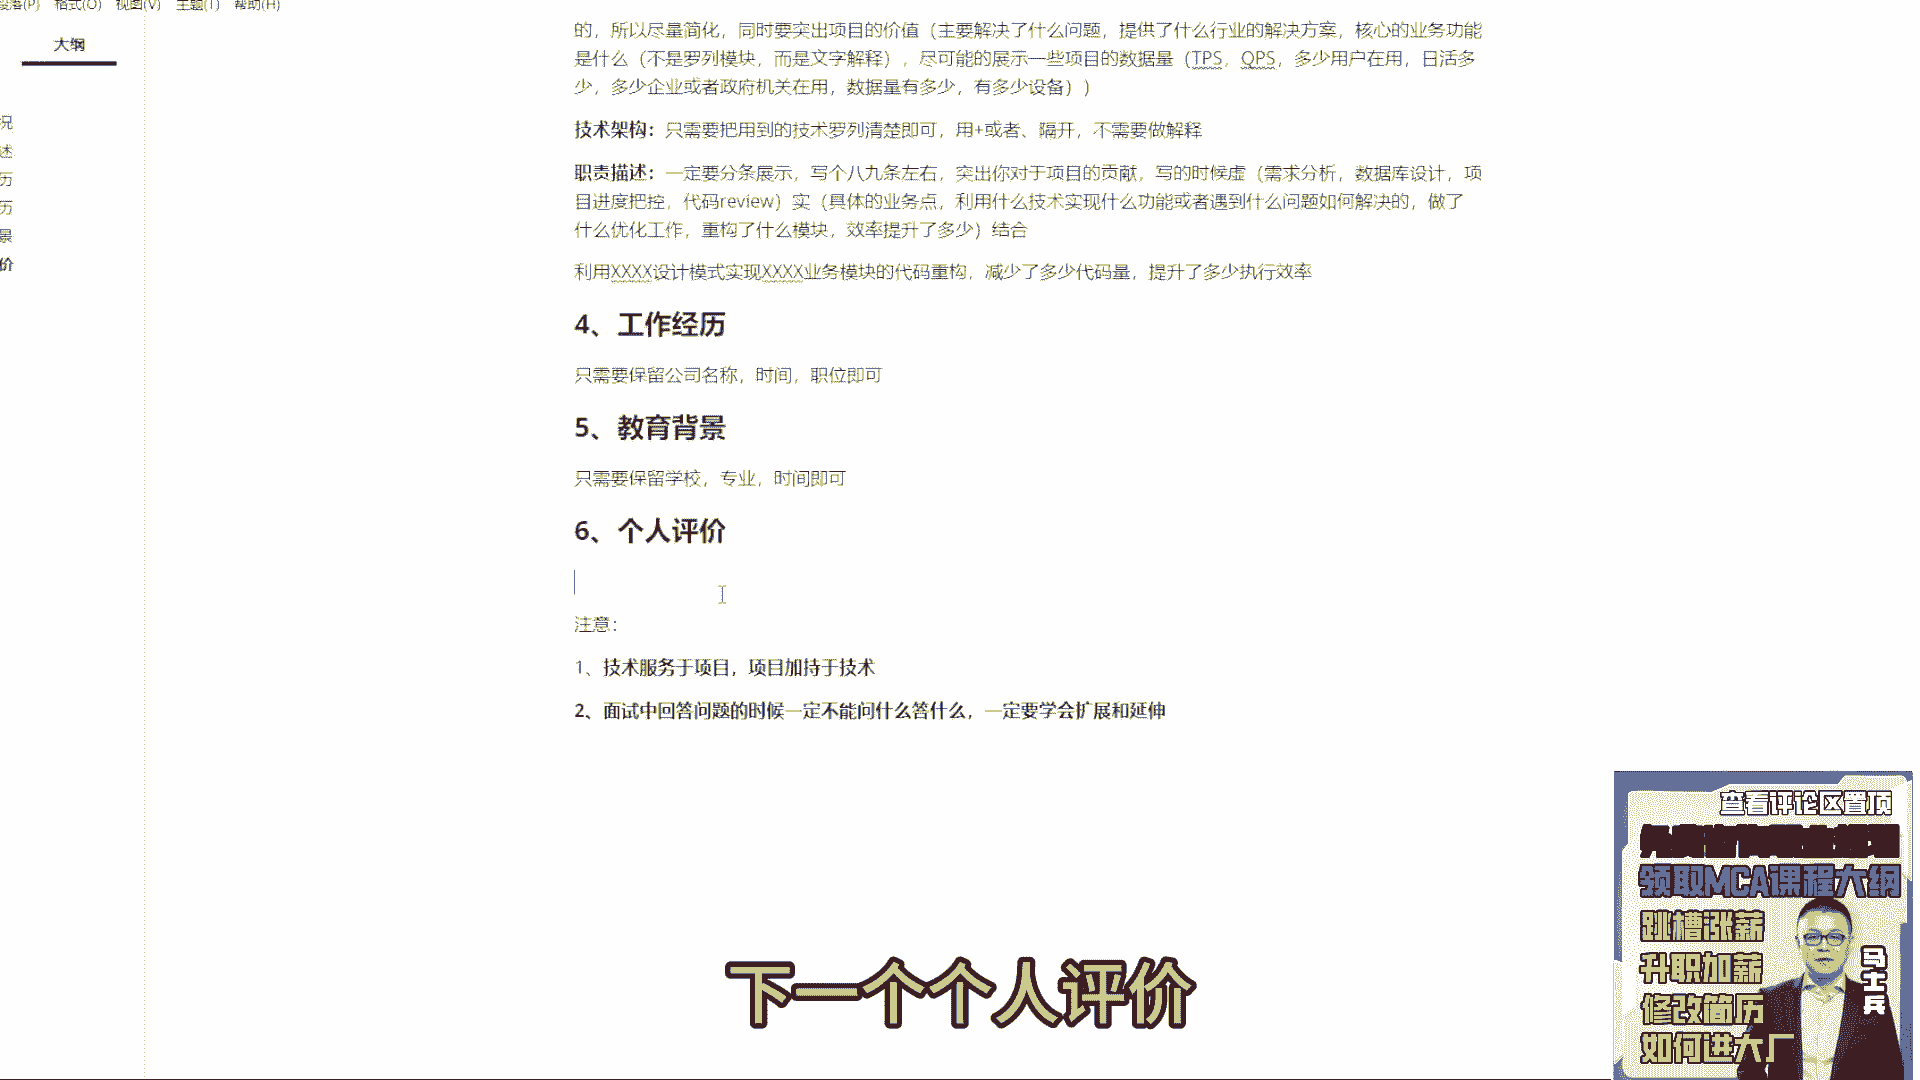 段落(P) 格式(O) 视图(V) 主题(T) 帮助(H)
大纲
况
述
历
历
景
价
的，所以尽量简化，同时要突出项目的价值（主要解决了什么问题，提供了什么行业的解决方案，核心的业务功能
是什么（不是罗列模块，而是文字解释），尽可能的展示一些项目的数据量（TPS，QPS，多少用户在用，日活多
少，多少企业或者政府机关在用，数据量有多少，有多少设备））
技术架构：只需要把用到的技术罗列清楚即可，用+或者、隔开，不需要做解释
职责描述：一定要分条展示，写个八九条左右，突出你对于项目的贡献，写的时候虚（需求分析，数据库设计，项
目进度把控，代码review）实（具体的业务点，利用什么技术实现什么功能或者遇到什么问题如何解决的，做了
什么优化工作，重构了什么模块，效率提升了多少）结合
利用XXXX设计模式实现XXXX业务模块的代码重构，减少了多少代码量，提升了多少执行效率
4、工作经历
只需要保留公司名称，时间，职位即可
5、教育背景
只需要保留学校，专业，时间即可
6、个人评价
注意：
1、技术服务于项目，项目加持于技术
2、面试中回答问题的时候一定不能问什么答什么，一定要学会扩展和延伸
查看评论区置顶
领取MCA课程大纲
跳槽涨薪
升职加薪
修改简历
如何进大厂
马士兵
下一个个人评价